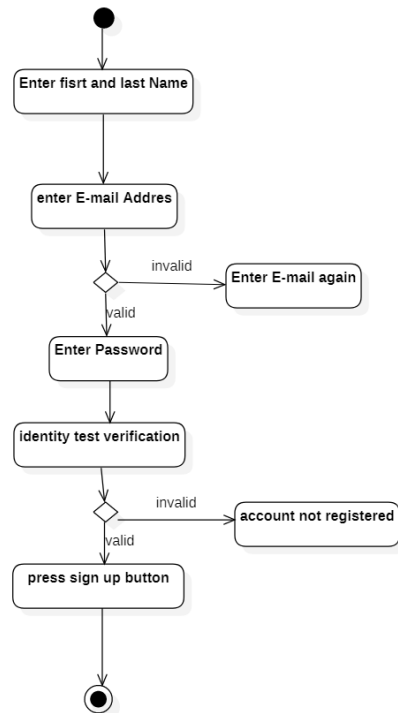 Enter fisrt and last Name
enter E-mail Addres
invalid
Enter E-mail again
valid
Enter Password
identity test verification
invalid
account not registered
valid
press sign up button